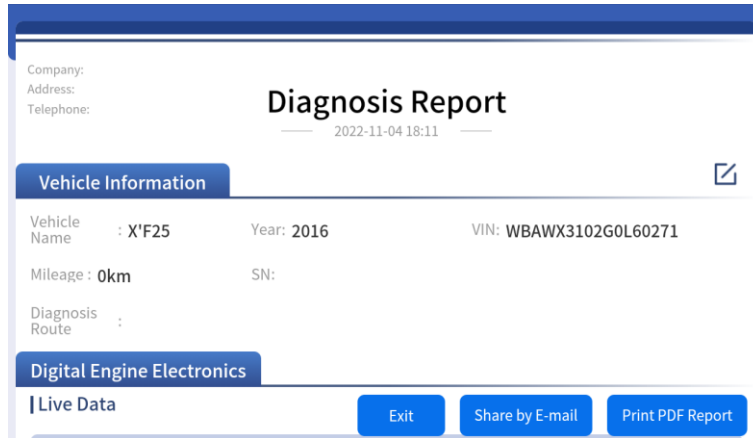 Company:
Address:
Telephone:
Diagnosis Report
2022-11-04 18:11
Vehicle Information
Vehicle Name : X'F25 Year: 2016 VIN: WBAWX3102G0L60271
Mileage : 0km SN:
Diagnosis Route :
Digital Engine Electronics
Live Data
Exit Share by E-mail Print PDF Report